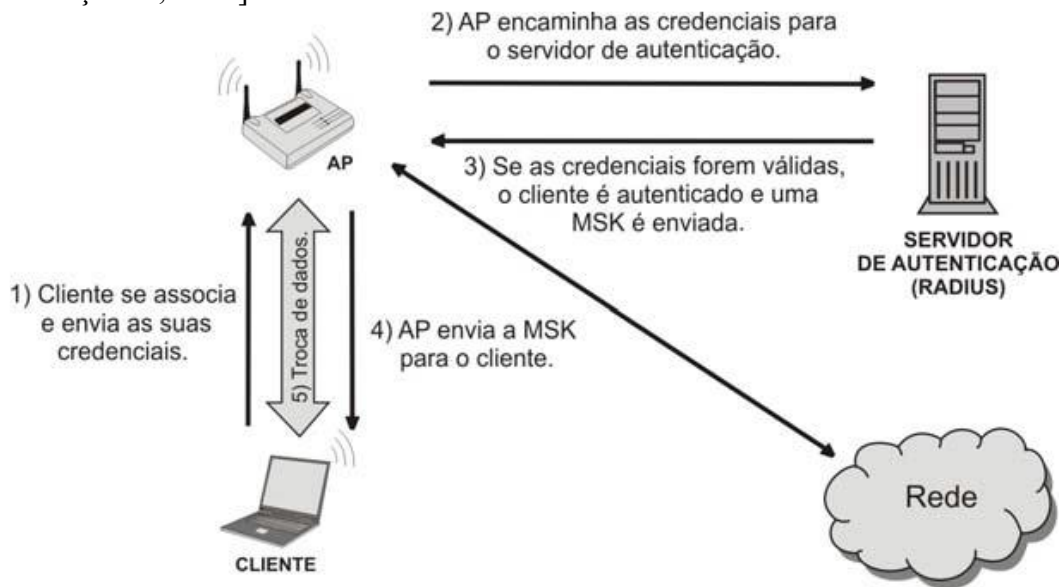 2) AP encaminha as credenciais para
o servidor de autenticação.
AP
3) Se as credenciais forem válidas,
o cliente é autenticado e uma
MSK é enviada.
SERVIDOR
DE AUTENTICAÇÃO
(RADIUS)
1) Cliente se associa
e envia as suas
credenciais.
5) Troca de dados.
4) AP envia a MSK
para o cliente.
Rede
CLIENTE